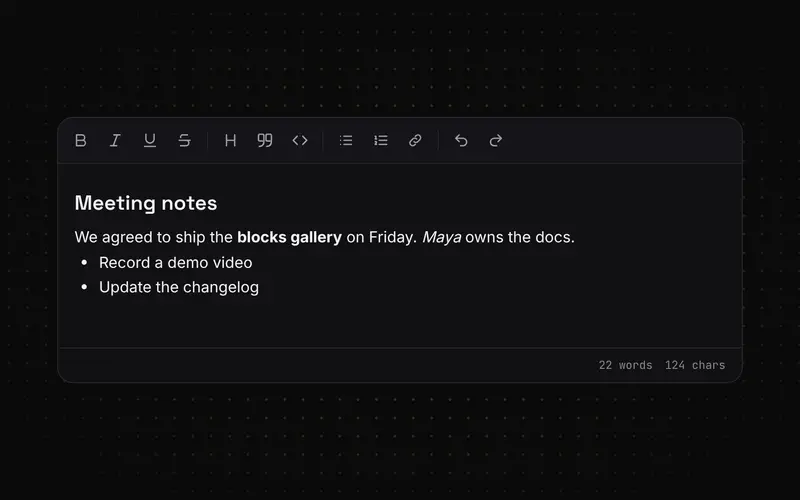 B I U S H 99 <>
Meeting notes
We agreed to ship the blocks gallery on Friday. Maya owns the docs.
• Record a demo video
• Update the changelog
22 words 124 chars